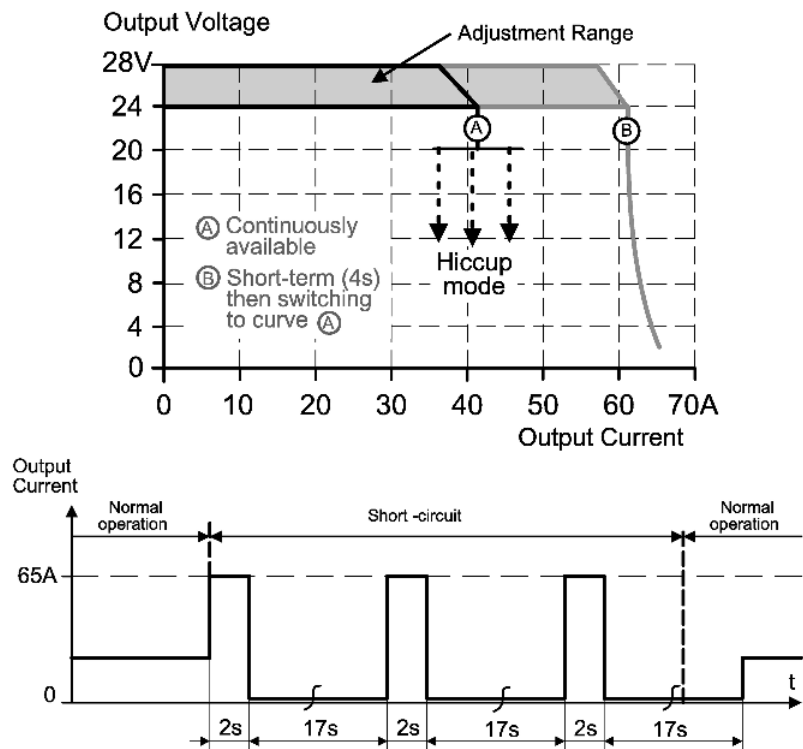 Output Voltage
Adjustment Range
28V
24
20
16
12
8
4
0
A
B
A Continuously
available
B Short-term (4s)
then switching
to curve A
Hiccup
mode
0
10
20
30
40
50
60
70A
Output Current
Output
Current
Normal
operation
Short -circuit
Normal
operation
65A
0
t
2s
17s
2s
17s
2s
17s